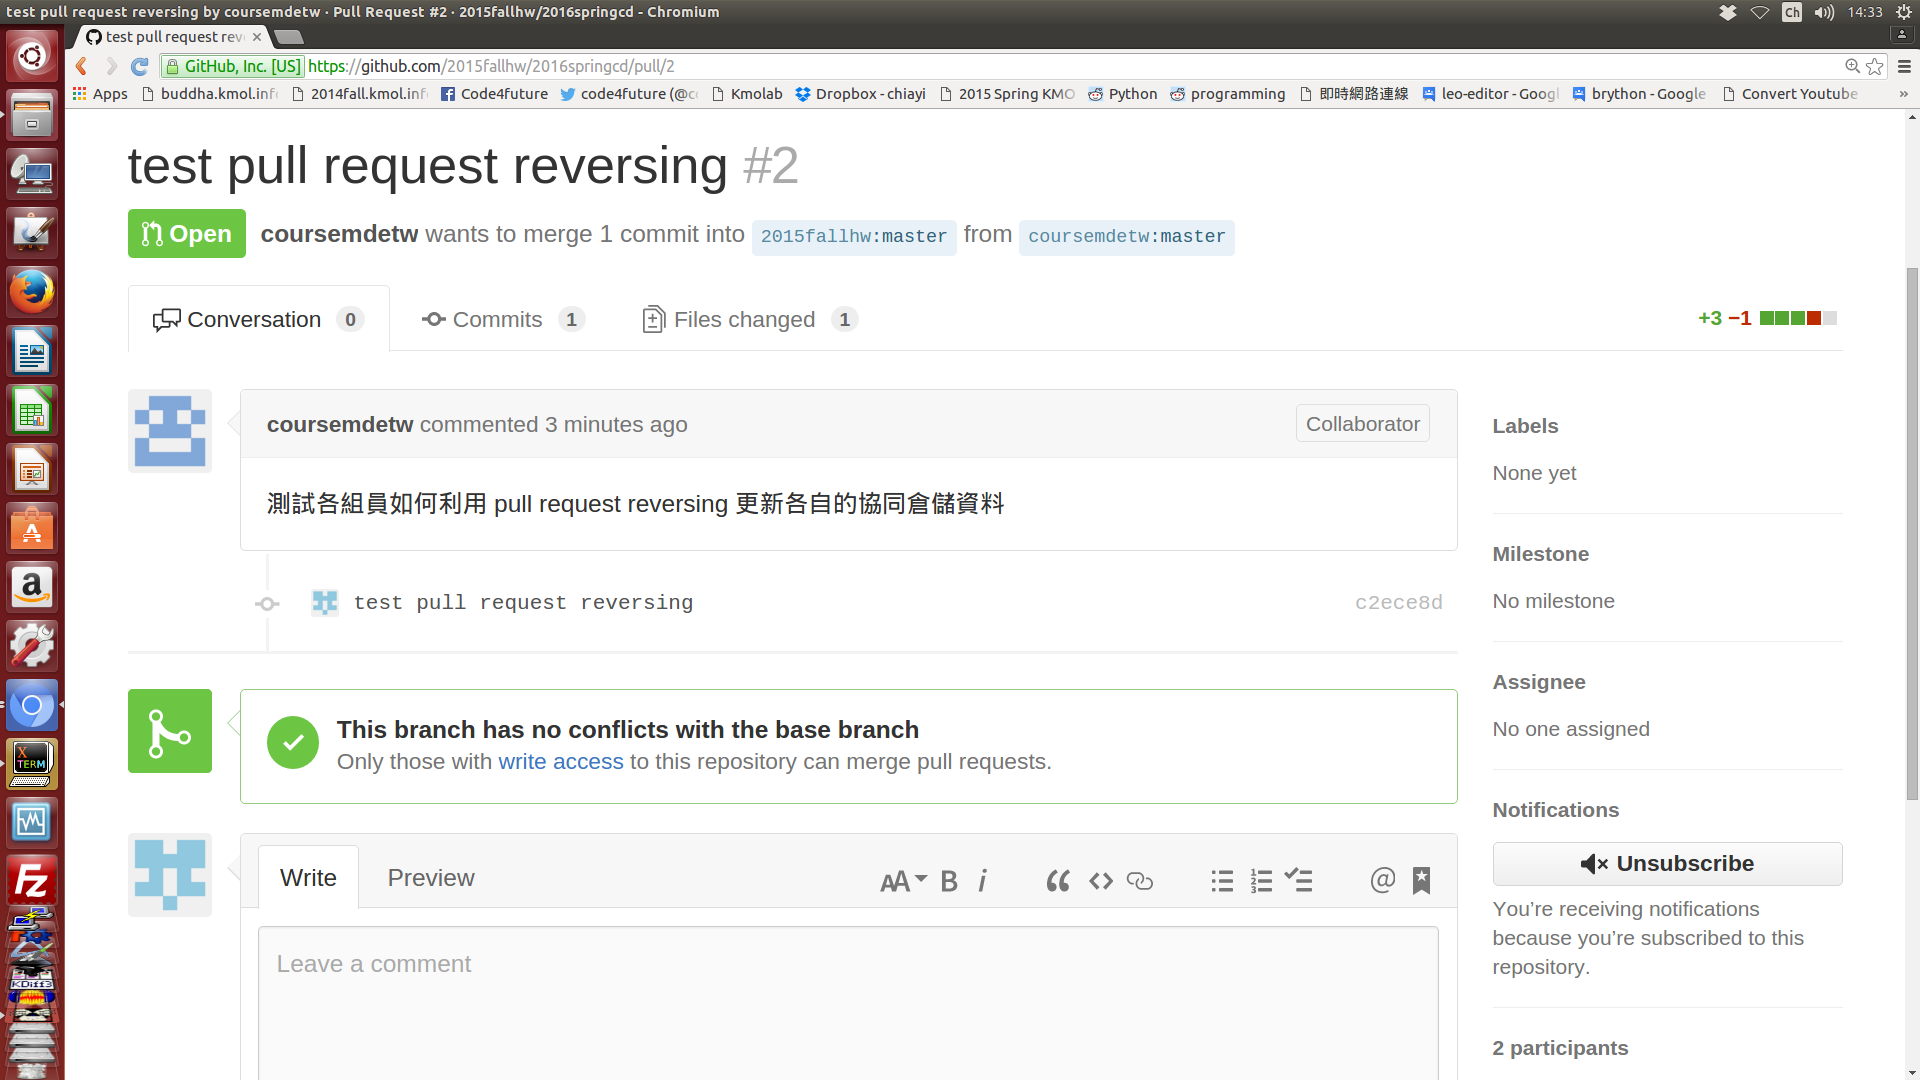 test pull request reversing by coursemdetw · Pull Request #2 · 2015fallhw/2016springcd - Chromium
Ch 14:33
test pull request rev
GitHub, Inc. [US] https://github.com/2015fallhw/2016springcd/pull/2
Apps buddha.kmol.info 2014fall.kmol.inf Code4future code4future (@c Kmolab Dropbox - chiayi 2015 Spring KMO Python programming 即時網路連線 leo-editor - Googl brython - Google Convert Youtube »
test pull request reversing #2
Open coursemdetw wants to merge 1 commit into 2015fallhw:master from coursemdetw:master
Conversation 0 Commits 1 Files changed 1 +3 −1
coursemdetw commented 3 minutes ago Collaborator
測試各組員如何利用 pull request reversing 更新各自的協同倉儲資料
test pull request reversing c2ece8d
This branch has no conflicts with the base branch
Only those with write access to this repository can merge pull requests.
Write Preview AA B i @
Leave a comment
Labels
None yet
Milestone
No milestone
Assignee
No one assigned
Notifications
Unsubscribe
You’re receiving notifications
because you’re subscribed to this
repository.
2 participants
X
TERM
FZ
KDiff3